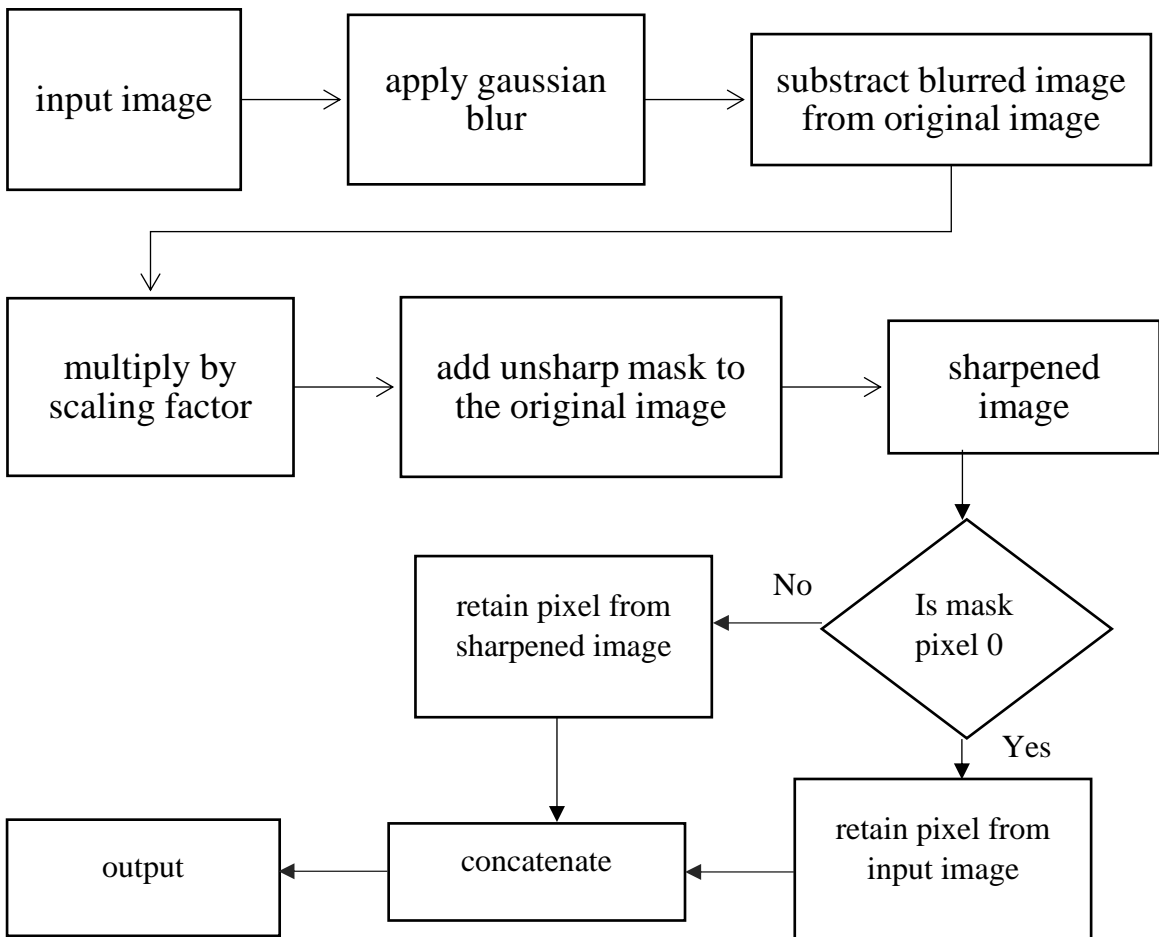 input image
apply gaussian
blur
substract blurred image
from original image
multiply by
scaling factor
add unsharp mask to
the original image
sharpened
image
Is mask
pixel 0
No
retain pixel from
sharpened image
Yes
retain pixel from
input image
concatenate
output